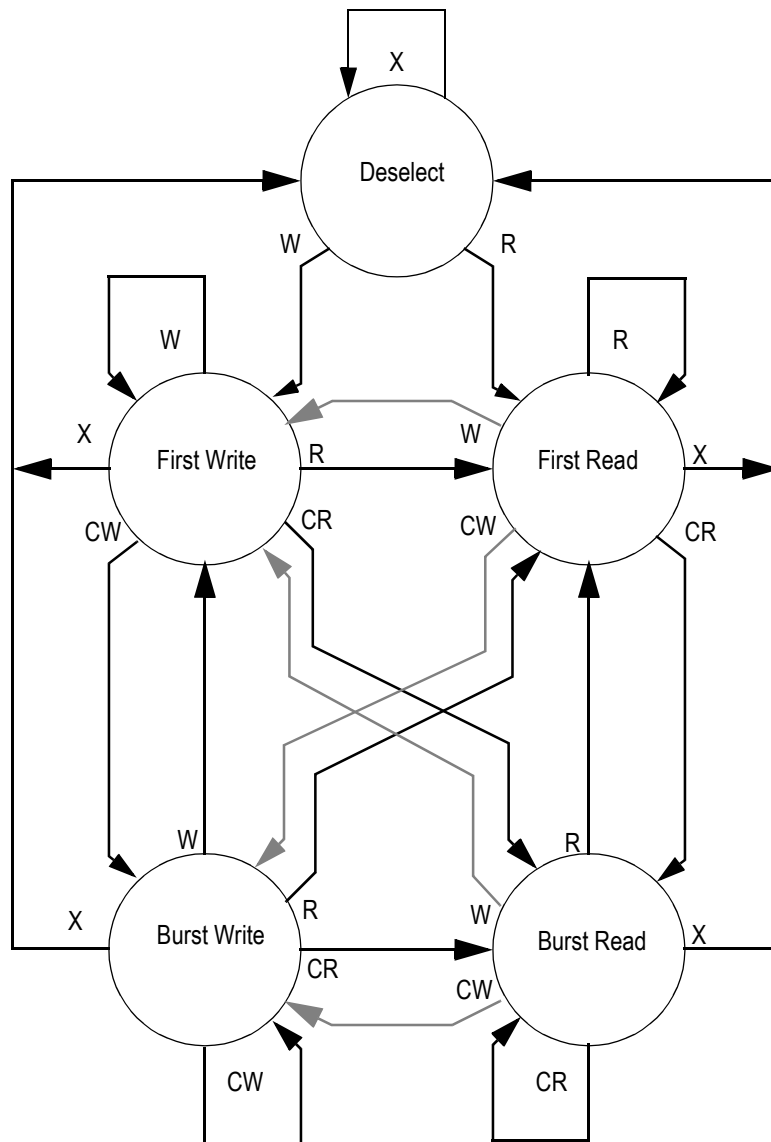 X
Deselect
W
R
W
R
X
W
First Write
R
First Read
X
CW
CR
CW
CR
W
R
X
R
W
Burst Write
Burst Read
X
CR
CW
CW
CR